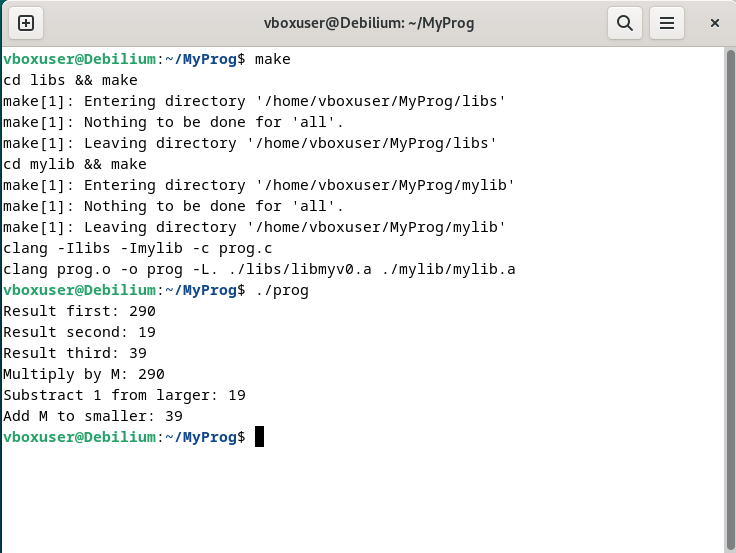 vboxuser@Debilium: ~/MyProg
vboxuser@Debilium:~/MyProg$ make
cd libs && make
make[1]: Entering directory '/home/vboxuser/MyProg/libs'
make[1]: Nothing to be done for 'all'.
make[1]: Leaving directory '/home/vboxuser/MyProg/libs'
cd mylib && make
make[1]: Entering directory '/home/vboxuser/MyProg/mylib'
make[1]: Nothing to be done for 'all'.
make[1]: Leaving directory '/home/vboxuser/MyProg/mylib'
clang -Ilibs -Imylib -c prog.c
clang prog.o -o prog -L. ./libs/libmyv0.a ./mylib/mylib.a
vboxuser@Debilium:~/MyProg$ ./prog
Result first: 290
Result second: 19
Result third: 39
Multiply by M: 290
Substract 1 from larger: 19
Add M to smaller: 39
vboxuser@Debilium:~/MyProg$